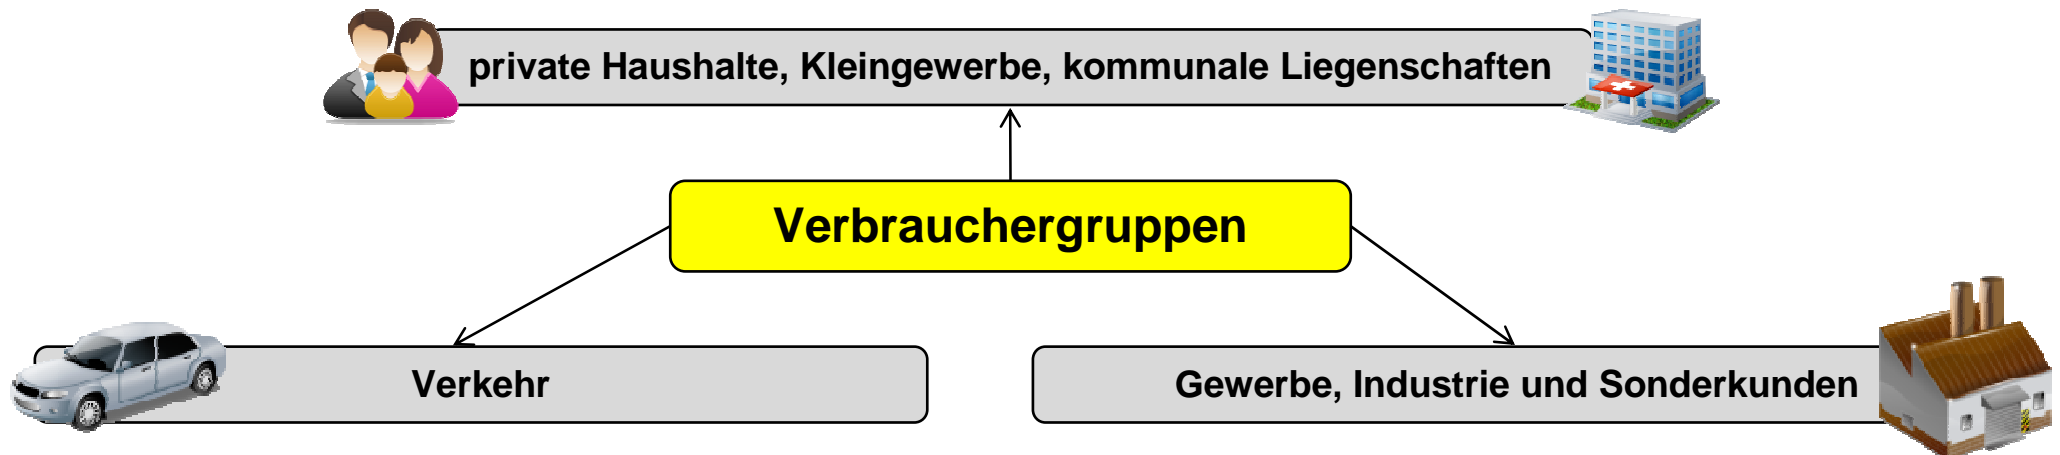 private Haushalte, Kleingewerbe, kommunale Liegenschaften
Verbrauchergruppen
Verkehr
Gewerbe, Industrie und Sonderkunden